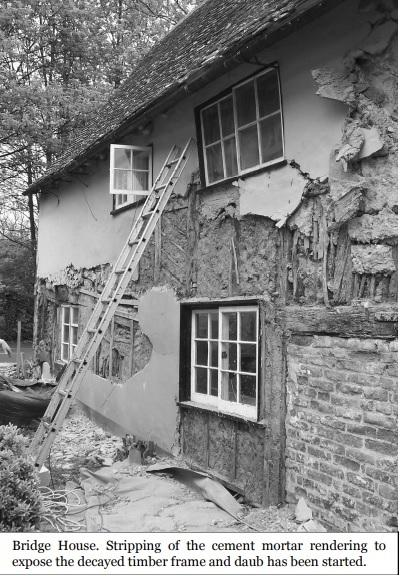 Bridge House. Stripping of the cement mortar rendering to
expose the decayed timber frame and daub has been started.